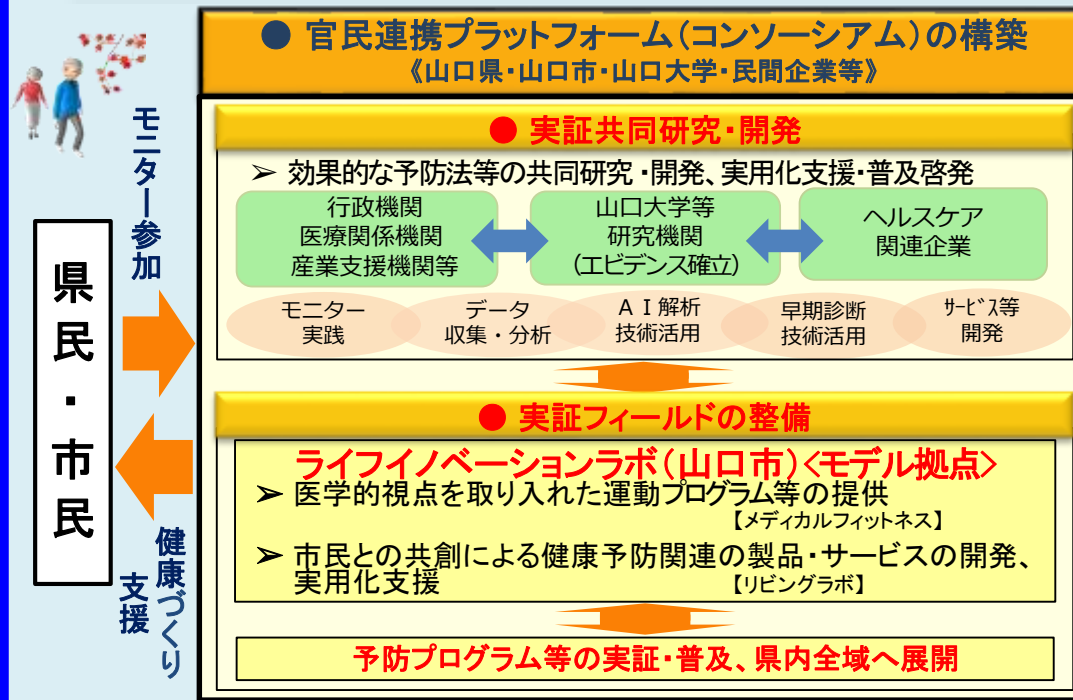 ● 官民連携プラットフォーム(コンソーシアム)の構築
《山口県・山口市・山口大学・民間企業等》
モニター参加
県民・市民
健康づくり
支援
● 実証共同研究・開発
➢ 効果的な予防法等の共同研究・開発、実用化支援・普及啓発
行政機関
医療関係機関
産業支援機関等
山口大学等
研究機関
(エビデンス確立)
ヘルスケア
関連企業
モニター
実践
データ
収集・分析
AI解析
技術活用
早期診断
技術活用
サービス等
開発
● 実証フィールドの整備
ライフイノベーションラボ(山口市)<モデル拠点>
➢ 医学的視点を取り入れた運動プログラム等の提供
【メディカルフィットネス】
➢ 市民との共創による健康予防関連の製品・サービスの開発、
実用化支援 【リビングラボ】
予防プログラム等の実証・普及、県内全域へ展開